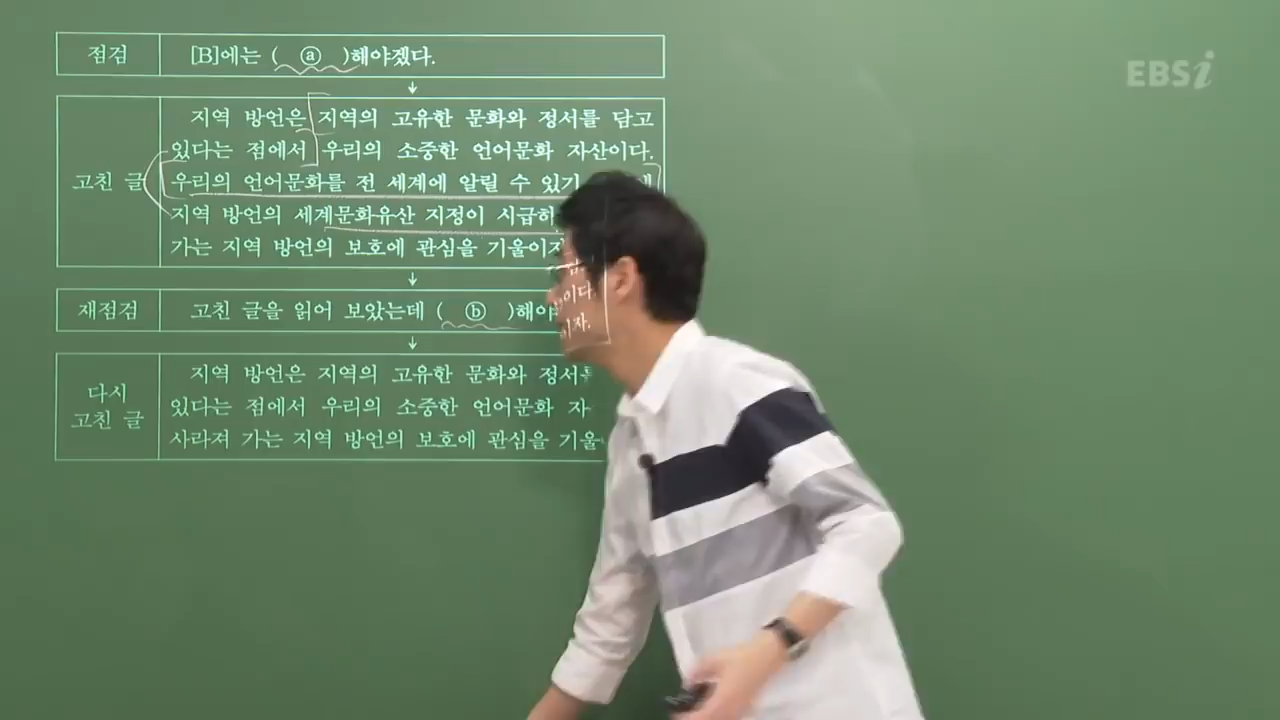 점검 [B]에는 ( ⓐ )해야겠다.
EBSi
↓
지역 방언은 지역의 고유한 문화와 정서를 담고
있다는 점에서 우리의 소중한 언어문화 자산이다.
고친 글 우리의 언어문화를 전 세계에 알릴 수 있기
지역 방언의 세계문화유산 지정이 시급하
가는 지역 방언의 보호에 관심을 기울이자
↓
재점검 고친 글을 읽어 보았는데 ( ⓑ )해야
↓
지역 방언은 지역의 고유한 문화와 정서를
다시 있다는 점에서 우리의 소중한 언어문화 자
고친 글 사라져 가는 지역 방언의 보호에 관심을 기울